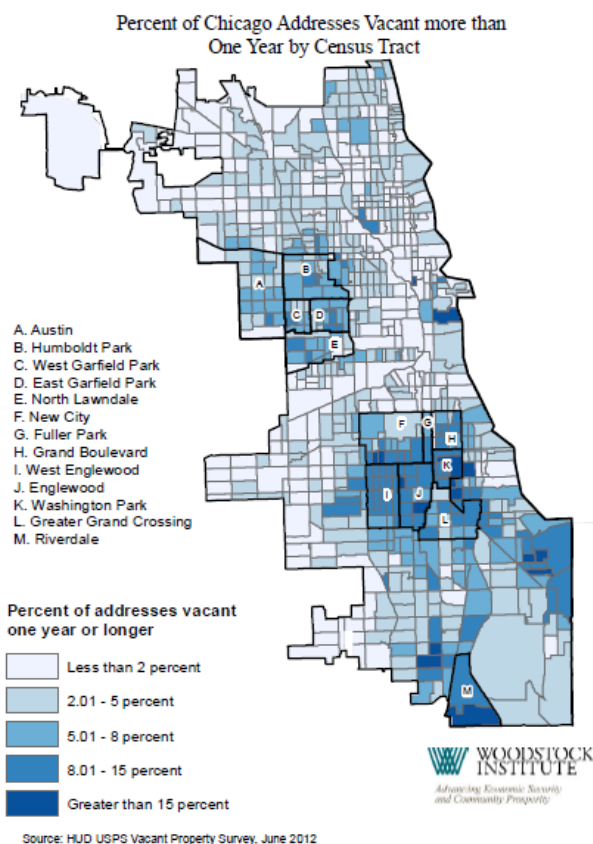 Percent of Chicago Addresses Vacant more than
One Year by Census Tract
A
B
C
D
E
F
G
H
I
J
K
L
M
A. Austin
B. Humboldt Park
C. West Garfield Park
D. East Garfield Park
E. North Lawndale
F. New City
G. Fuller Park
H. Grand Boulevard
I. West Englewood
J. Englewood
K. Washington Park
L. Greater Grand Crossing
M. Riverdale
Percent of addresses vacant
one year or longer
Less than 2 percent
2.01 - 5 percent
5.01 - 8 percent
8.01 - 15 percent
Greater than 15 percent
WOODSTOCK
INSTITUTE
Advancing Economic Security
and Community Prosperity
Source: HUD USPS Vacant Property Survey, June 2012